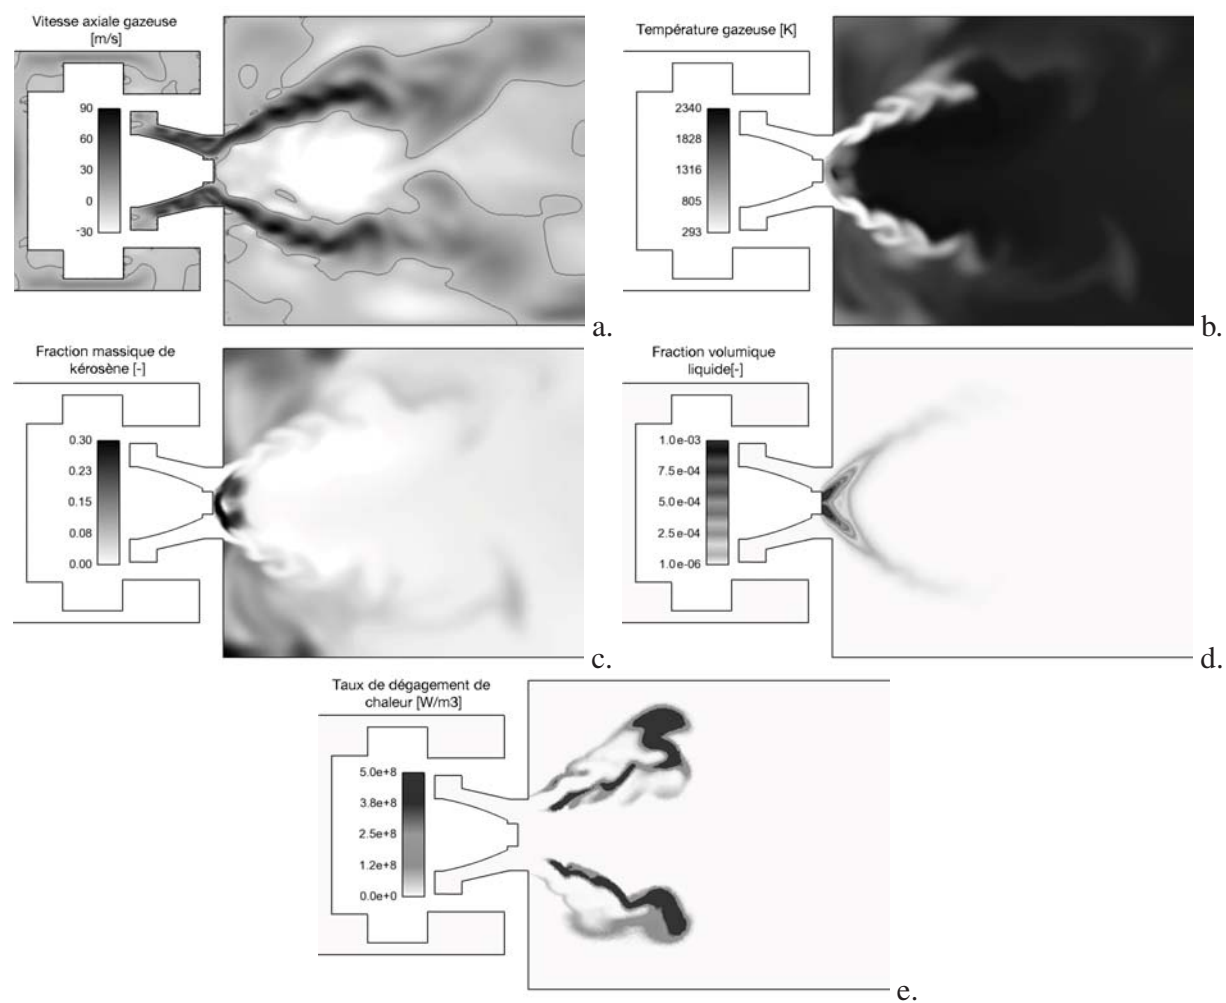 Vitesse axiale gazeuse
[m/s]
90
60
30
0
-30
a.
Température gazeuse [K]
2340
1828
1316
805
293
b.
Fraction massique de
kérosène [-]
0.30
0.23
0.15
0.08
0.00
c.
Fraction volumique
liquide[-]
1.0e-03
7.5e-04
5.0e-04
2.5e-04
1.0e-06
d.
Taux de dégagement de
chaleur [W/m3]
5.0e+8
3.8e+8
2.5e+8
1.2e+8
0.0e+0
e.